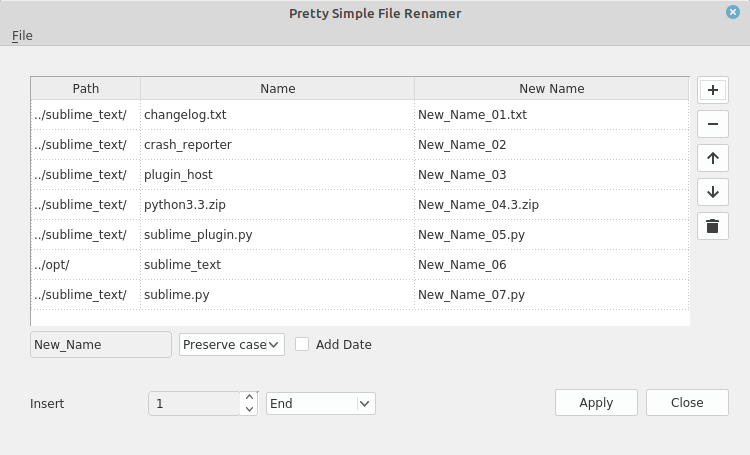 Pretty Simple File Renamer
File
Path Name New Name
../sublime_text/ changelog.txt New_Name_01.txt
../sublime_text/ crash_reporter New_Name_02
../sublime_text/ plugin_host New_Name_03
../sublime_text/ python3.3.zip New_Name_04.3.zip
../sublime_text/ sublime_plugin.py New_Name_05.py
../opt/ sublime_text New_Name_06
../sublime_text/ sublime.py New_Name_07.py
New_Name Preserve case Add Date
Insert 1 End Apply Close